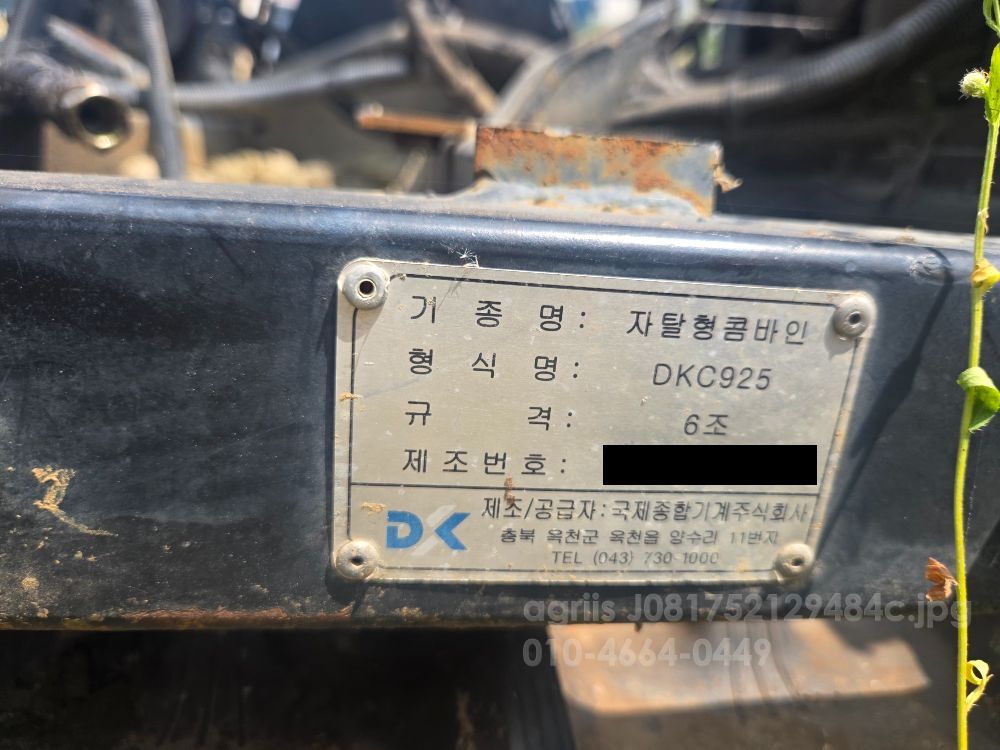 기 종 명 : 자탈형콤바인
형 식 명 : DKC925
규 격 : 6조
제 조 번 호 :
DK 제조/공급자 : 국제종합기계주식회사
충북 옥천군 옥천읍 양수리 11번지
TEL (043) 730-1000
agriis J081752129484c.jpg
010-4664-0449